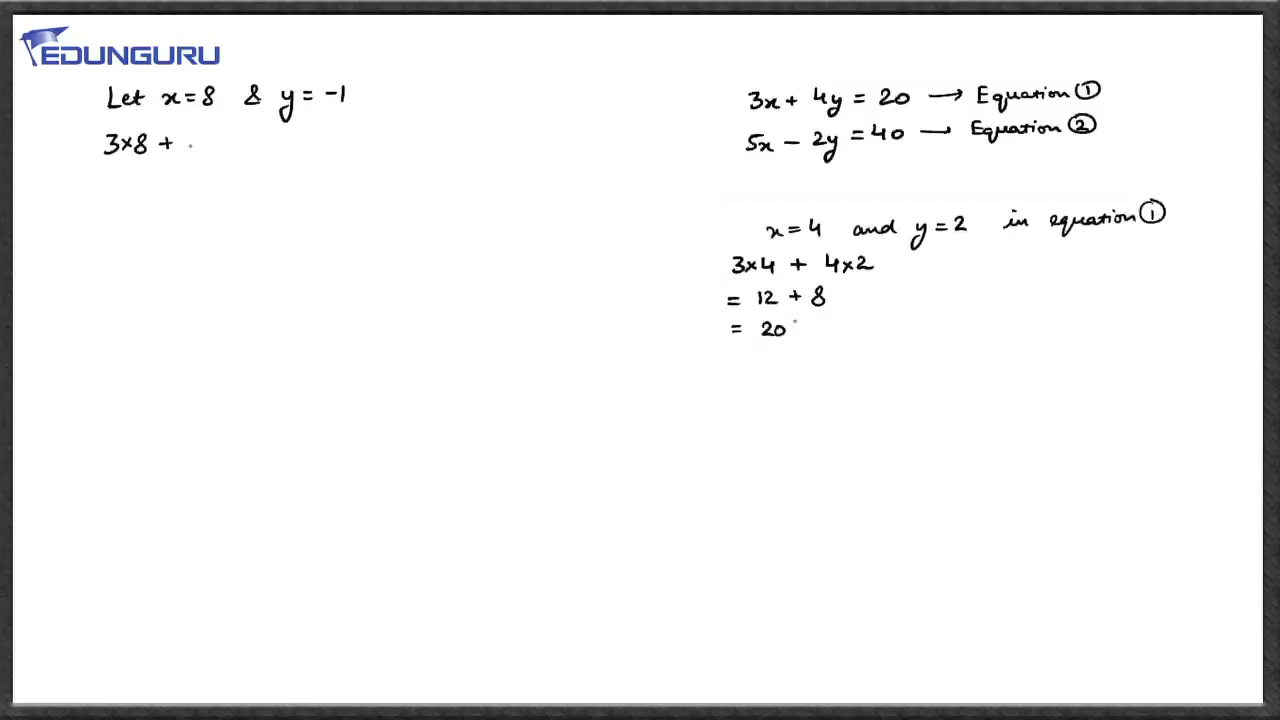 EDUNGURU
Let x=8 & y=-1
3×8 +
3x + 4y = 20 → Equation ①
5x - 2y = 40 → Equation ②
x=4 and y=2 in equation ①
3×4 + 4×2
= 12 + 8
= 20